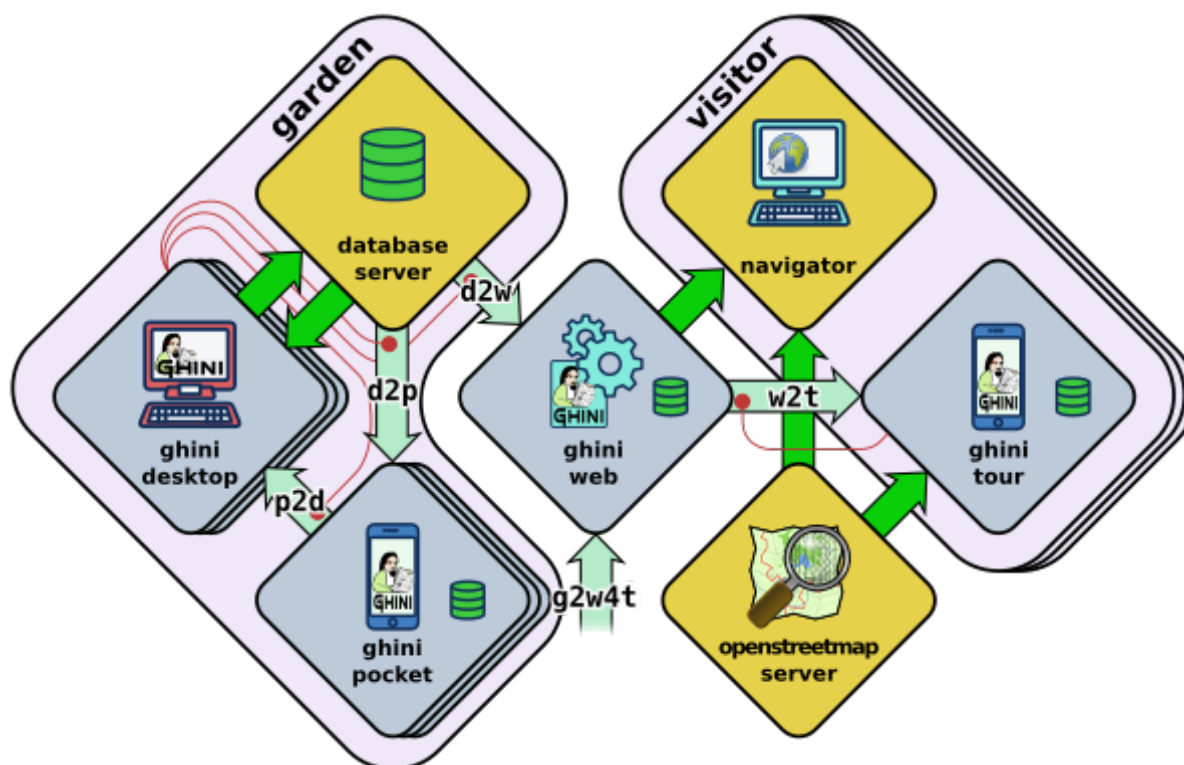 garden
visitor
database
server
navigator
d2w
GHINI
ghini
desktop
d2p
GHINI
ghini
web
w2t
GHINI
ghini
tour
p2d
GHINI
ghini
pocket
g2w4t
openstreetmap
server